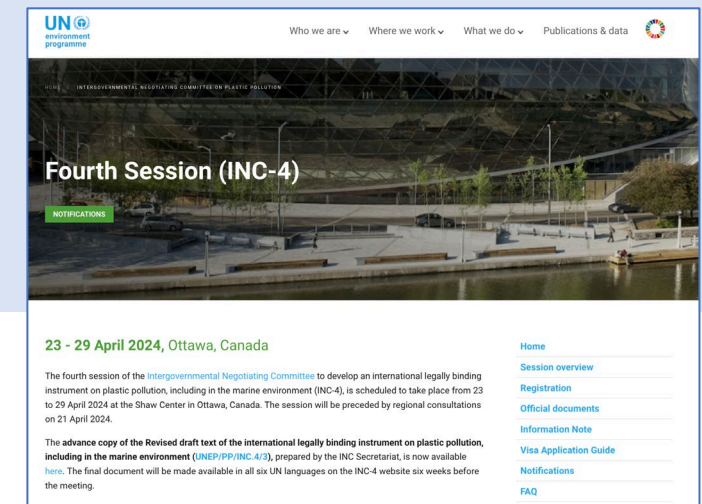 UN
environment
programme
Who we are
Where we work
What we do
Publications & data
HOME
INTERGOVERNMENTAL NEGOTIATING COMMITTEE ON PLASTIC POLLUTION
Fourth Session (INC-4)
NOTIFICATIONS
23 - 29 April 2024, Ottawa, Canada
The fourth session of the Intergovernmental Negotiating Committee to develop an international legally binding
instrument on plastic pollution, including in the marine environment (INC-4), is scheduled to take place from 23
to 29 April 2024 at the Shaw Center in Ottawa, Canada. The session will be preceded by regional consultations
on 21 April 2024.
The advance copy of the Revised draft text of the international legally binding instrument on plastic pollution,
including in the marine environment (UNEP/PP/INC.4/3), prepared by the INC Secretariat, is now available
here. The final document will be made available in all six UN languages on the INC-4 website six weeks before
the meeting.
Home
Session overview
Registration
Official documents
Information Note
Visa Application Guide
Notifications
FAQ